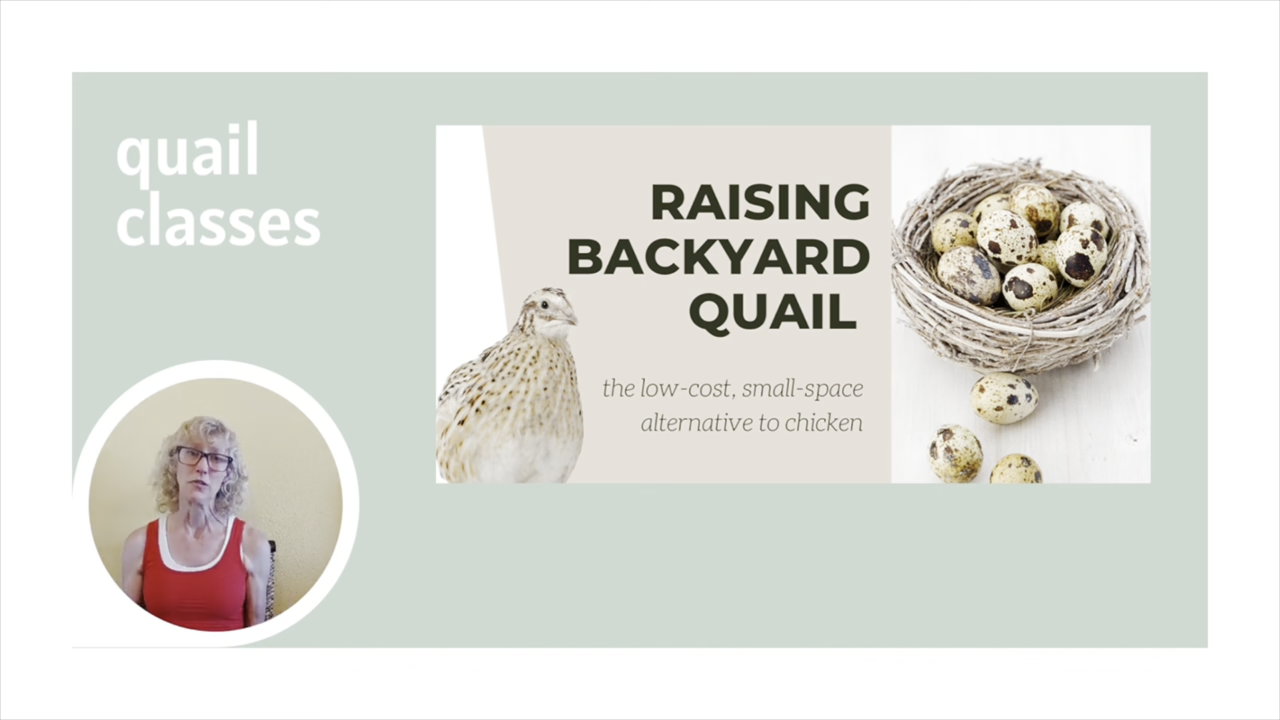 quail
classes
RAISING
BACKYARD
QUAIL
the low-cost, small-space
alternative to chicken